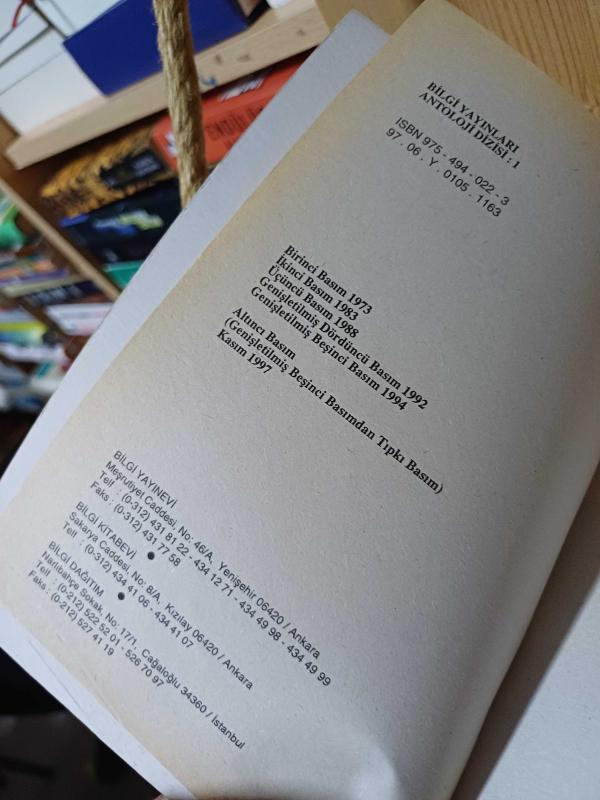 BİLGİ YAYINLARI
ANTOLOJİ DİZİSİ : 1
ISBN 975 - 494 - 022 - 3
97. 06 . Y . 0105 . 1163
Birinci Basım 1973
İkinci Basım 1983
Üçüncü Basım 1988
Genişletilmiş Dördüncü Basım 1992
Genişletilmiş Beşinci Basım 1994
Altıncı Basım
(Genişletilmiş Beşinci Basımdan Tıpkı Basım)
Kasım 1997
BİLGİ YAYINEVİ
Meşrutiyet Caddesi, No: 46/A, Yenişehir 06420 / Ankara
Telf : (0-312) 431 81 22 - 434 12 71 - 434 49 98 - 434 49 99
Faks : (0-312) 431 77 58
BİLGİ KİTABEVİ
Sakarya Caddesi, No: 8/A, Kızılay 06420 / Ankara
Telf : (0-312) 434 41 06 - 434 41 07
BİLGİ DAĞITIM
Narlıbahçe Sokak, No: 17/1, Cağaloğlu 34360 / İstanbul
Telf : (0-212) 522 52 01 - 526 70 97
Faks : (0-212) 527 41 19